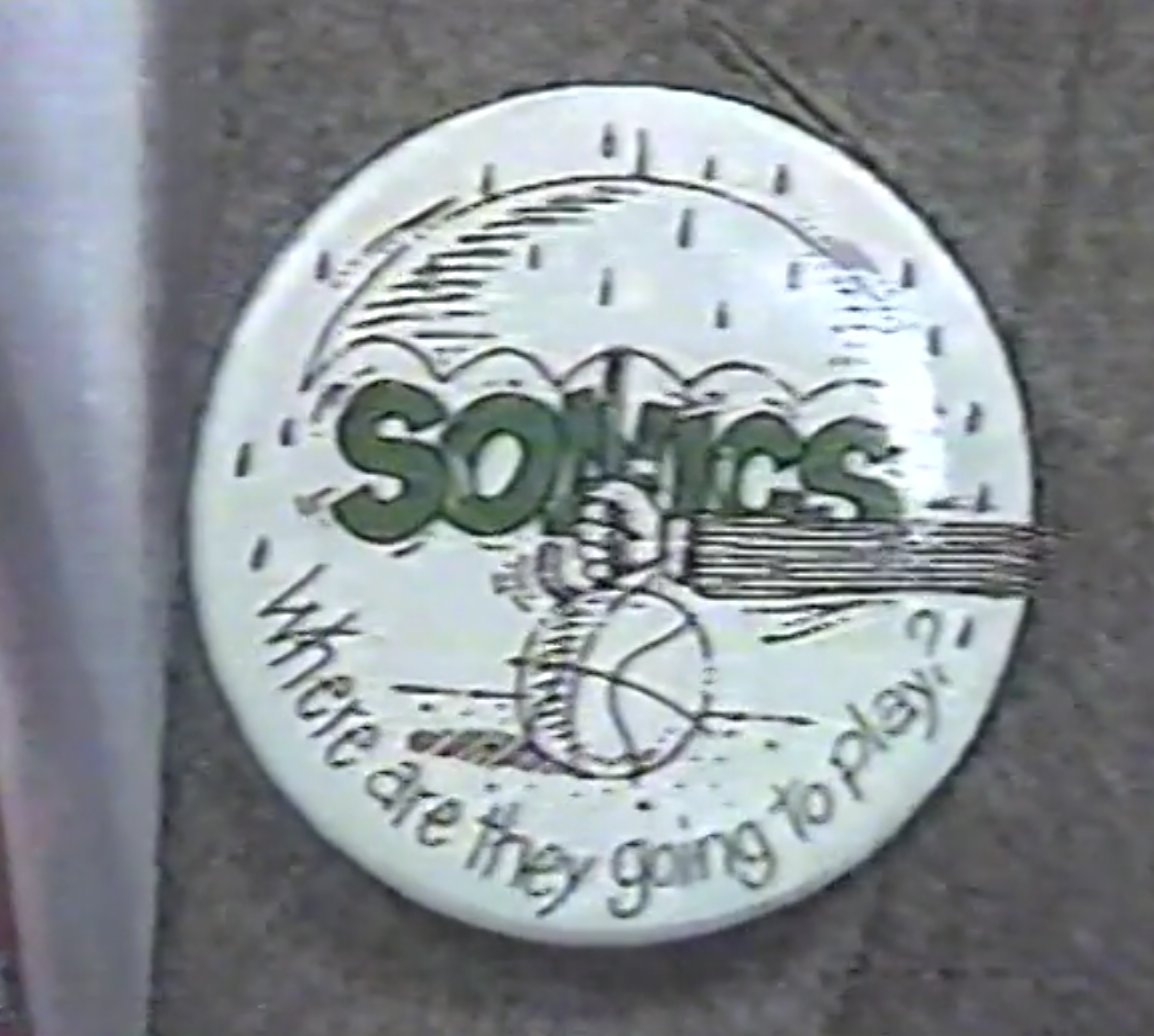 SONICS
Where are they going to play?